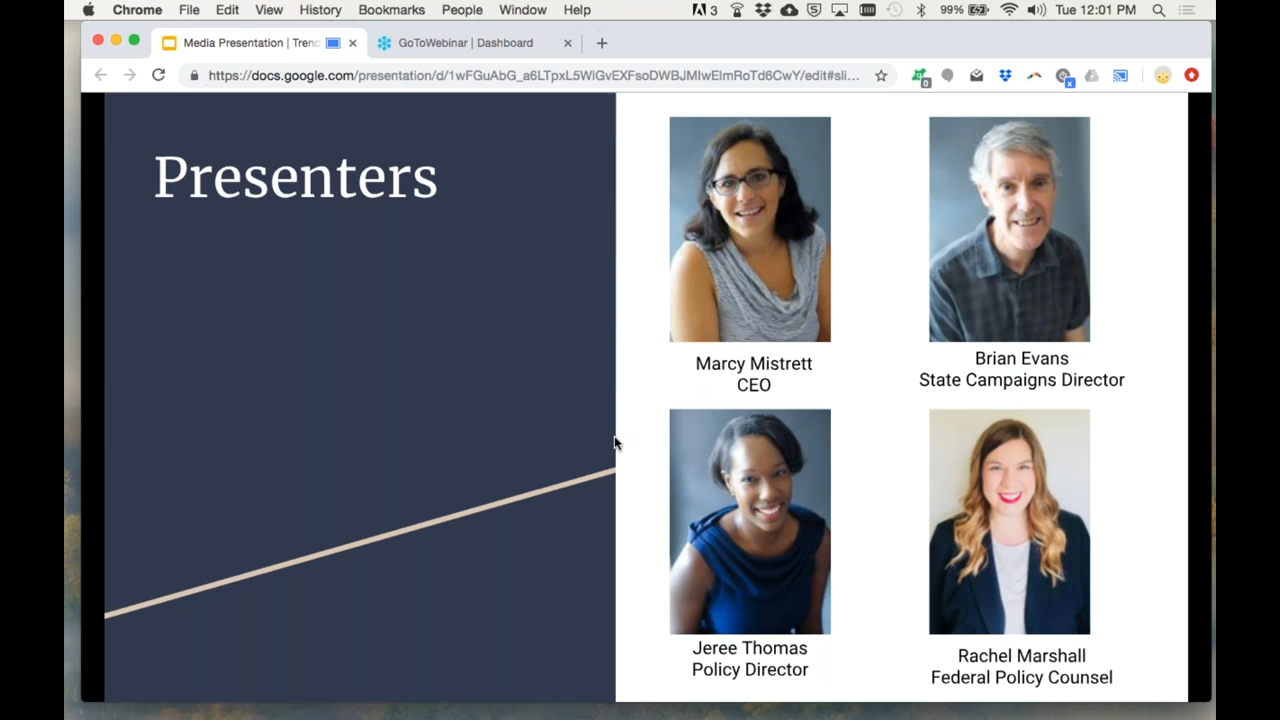 Chrome File Edit View History Bookmarks People Window Help 3 99% Tue 12:01 PM
Media Presentation | Trend GoToWebinar | Dashboard
https://docs.google.com/presentation/d/1wFGuAbG_a6LTpxL5WlGvEXFsoDWBJMIwElmRoTd6CwY/edit#sli...
Presenters
Marcy Mistrett
CEO
Brian Evans
State Campaigns Director
Jeree Thomas
Policy Director
Rachel Marshall
Federal Policy Counsel